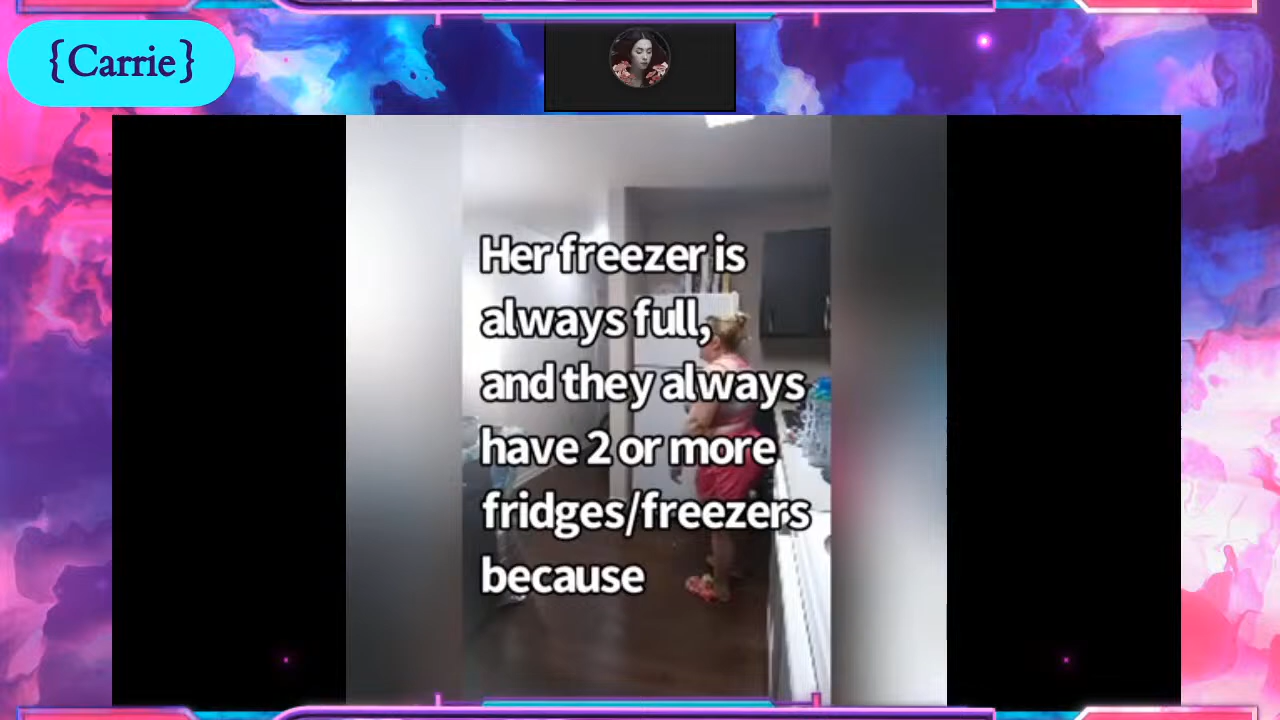 {Carrie}
Her freezer is
always full,
and they always
have 2 or more
fridges/freezers
because